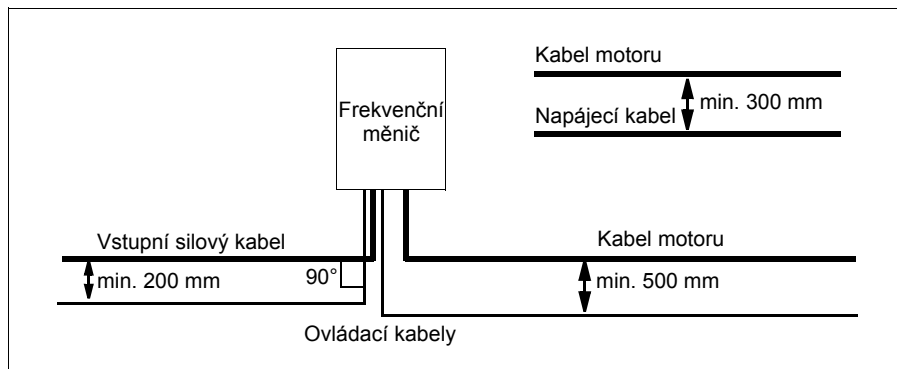 Kabel motoru
min. 300 mm
Napájecí kabel
Frekvenční
měnič
Vstupní silový kabel
Kabel motoru
min. 200 mm
90°
min. 500 mm
Ovládací kabely